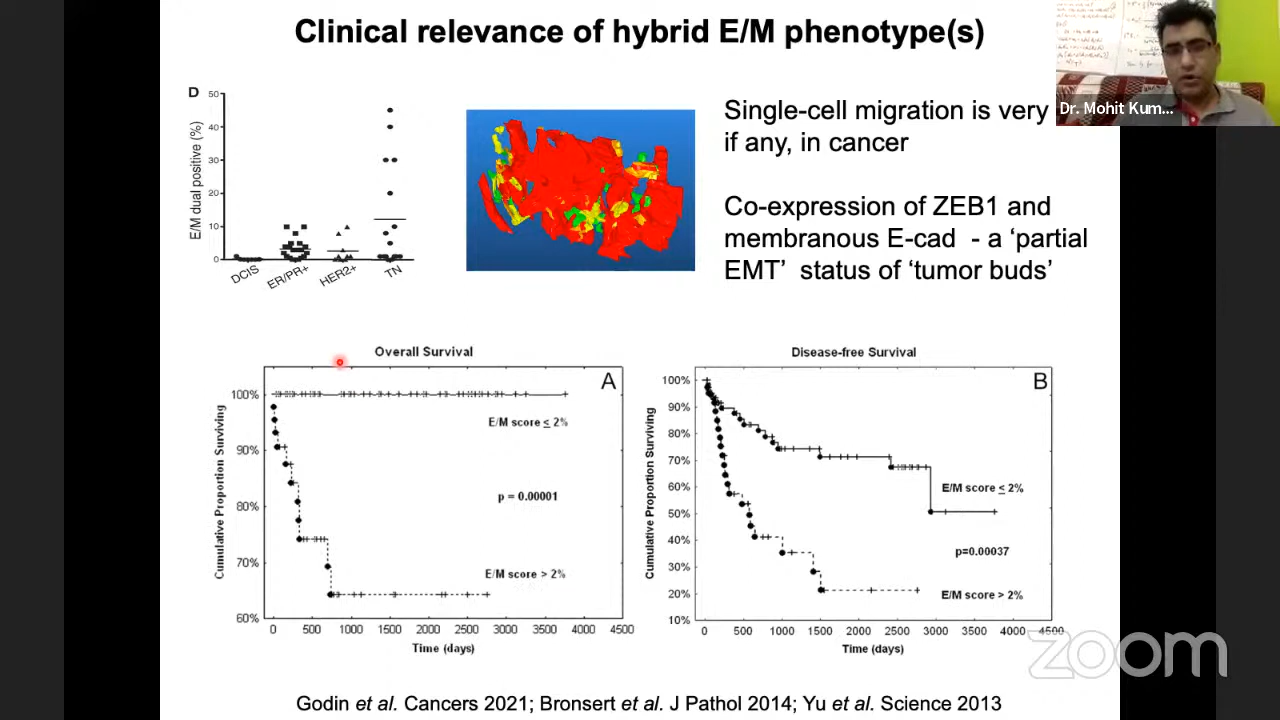 Clinical relevance of hybrid E/M phenotype(s)
Dr. Mohit Kum...
D
50
40
30
20
10
0
E/M dual positive (%)
DCIS
ER/PR+
HER2+
TN
Single-cell migration is very
if any, in cancer
Co-expression of ZEB1 and
membranous E-cad - a ‘partial
EMT’ status of ‘tumor buds’
Overall Survival
A
100%
90%
80%
70%
60%
Cumulative Proportion Surviving
E/M score ≤ 2%
p = 0.00001
E/M score > 2%
0 500 1000 1500 2000 2500 3000 3500 4000 4500
Time (days)
Disease-free Survival
B
100%
90%
80%
70%
60%
50%
40%
30%
20%
10%
Cumulative Proportion Surviving
E/M score ≤ 2%
p=0.00037
E/M score > 2%
0 500 1000 1500 2000 2500 3000 3500 4000 4500
Time (days)
zoom
Godin et al. Cancers 2021; Bronsert et al. J Pathol 2014; Yu et al. Science 2013